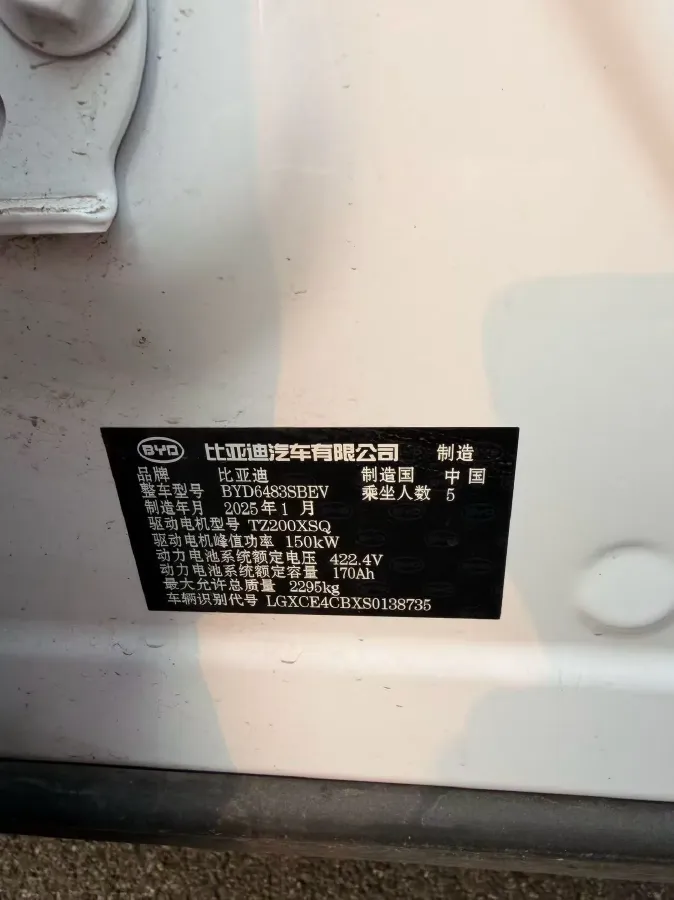 BYD 比亚迪汽车有限公司 制造
品牌 比亚迪 制造国 中国
整车型号 BYD6483SBEV 乘坐人数 5
制造年月 2025年1月
驱动电机型号 TZ200XSQ
驱动电机峰值功率 150kW
动力电池系统额定电压 422.4V
动力电池系统额定容量 170Ah
最大允许总质量 2295kg
车辆识别代号 LGXCE4CBXS0138735